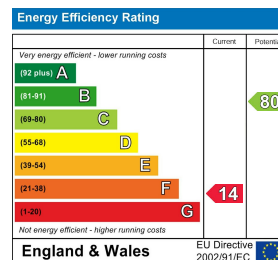 Energy Efficiency Rating
Current
Very energy efficient - lower running costs
(92 plus) A
(81-91) B
80
(69-80) C
(55-68) D
(39-54) E
(21-38) F
14
(1-20) G
Not energy efficient - higher running costs
England & Wales
EU Directive
2002/91/EC